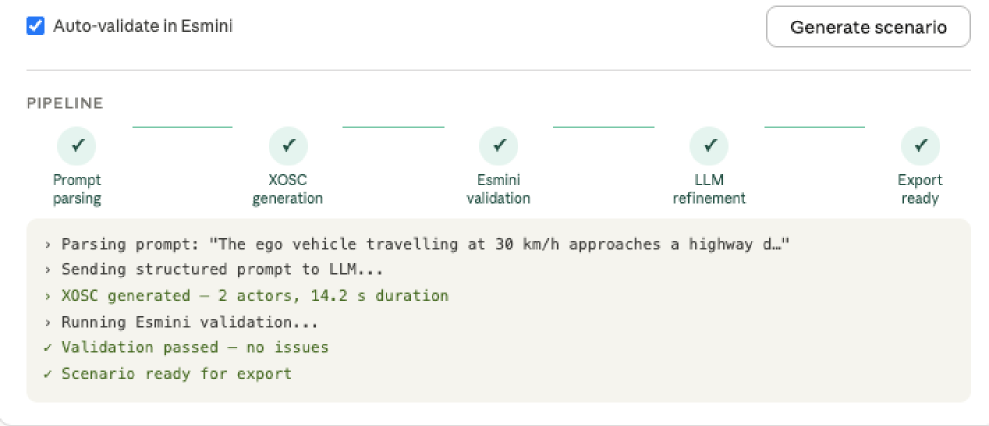 Auto-validate in Esmini
Generate scenario
PIPELINE
✓ ✓ ✓ ✓ ✓
Prompt parsing
XOSC generation
Esmini validation
LLM refinement
Export ready
› Parsing prompt: "The ego vehicle travelling at 30 km/h approaches a highway d…"
› Sending structured prompt to LLM...
› XOSC generated — 2 actors, 14.2 s duration
› Running Esmini validation...
✓ Validation passed — no issues
✓ Scenario ready for export